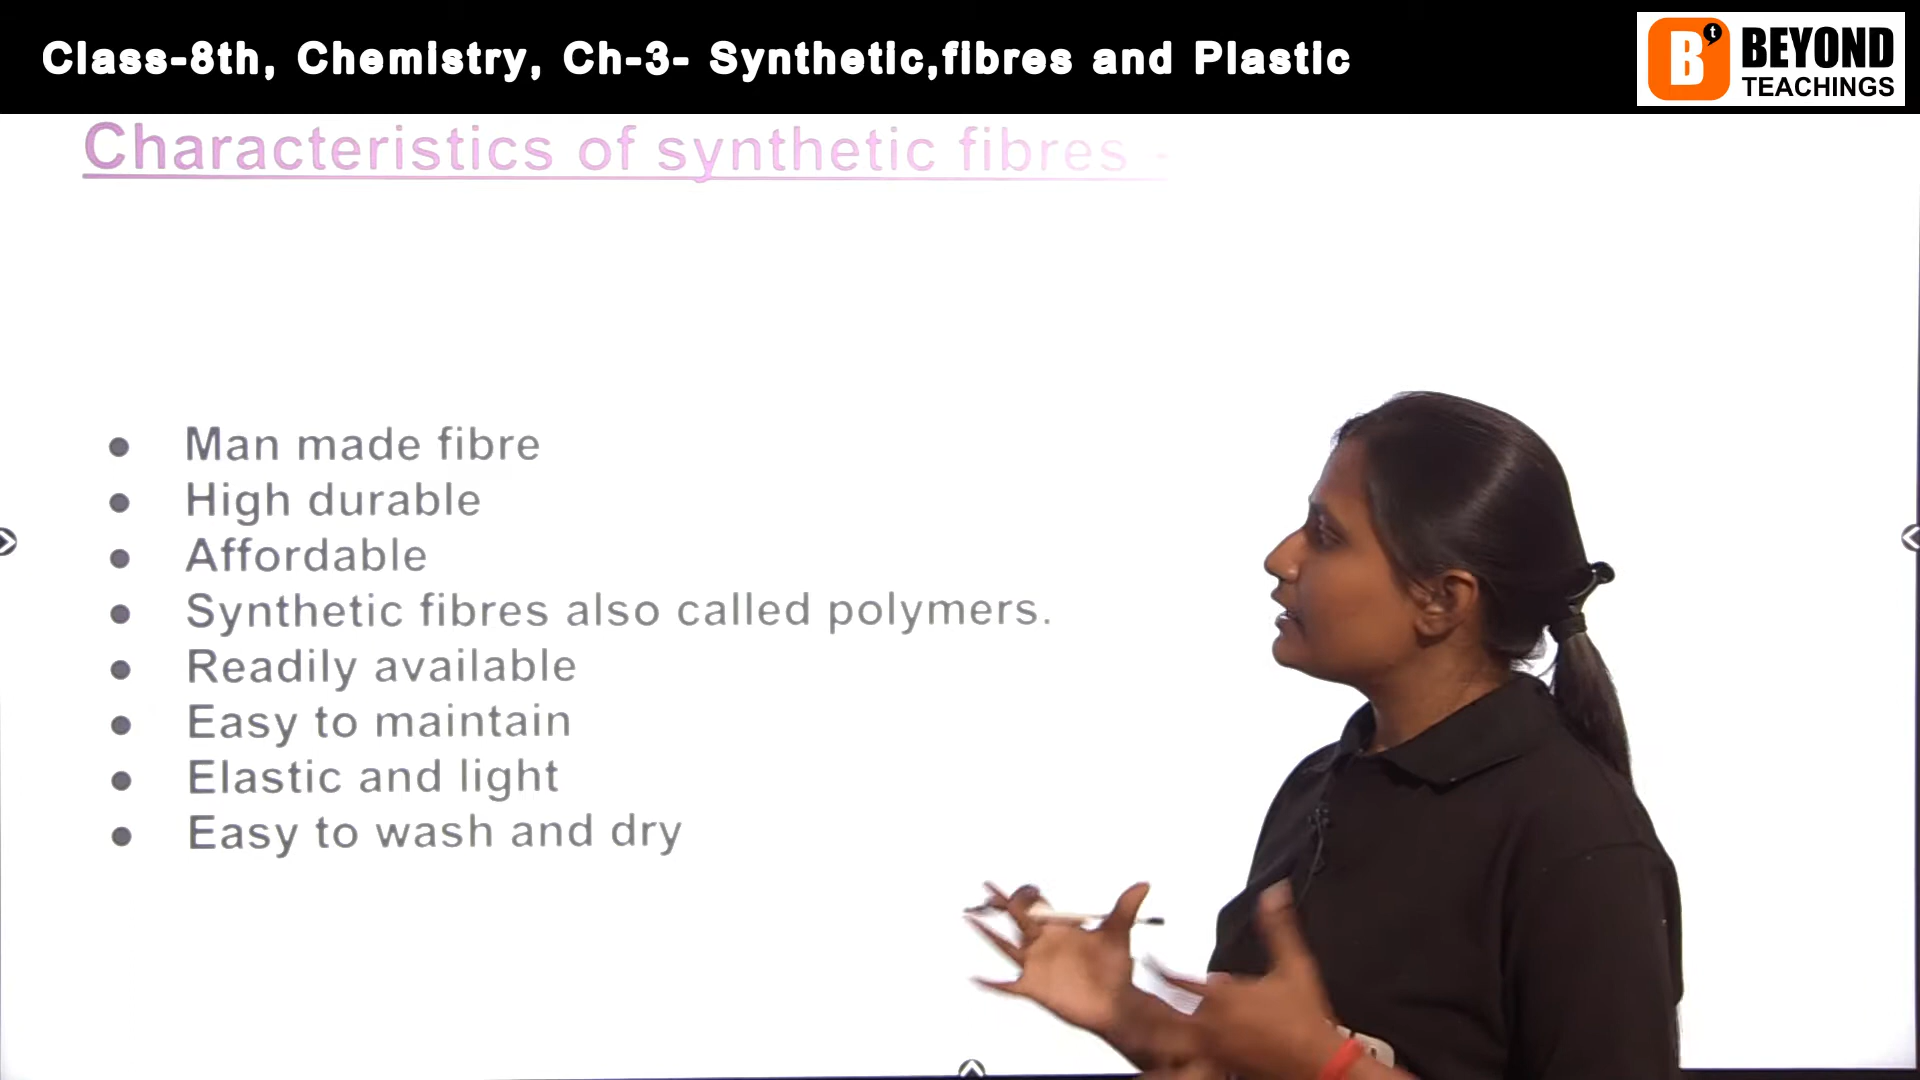 Class-8th, Chemistry, Ch-3- Synthetic,fibres and Plastic
B t BEYOND
TEACHINGS
Characteristics of synthetic fibres -
● Man made fibre
● High durable
● Affordable
● Synthetic fibres also called polymers.
● Readily available
● Easy to maintain
● Elastic and light
● Easy to wash and dry